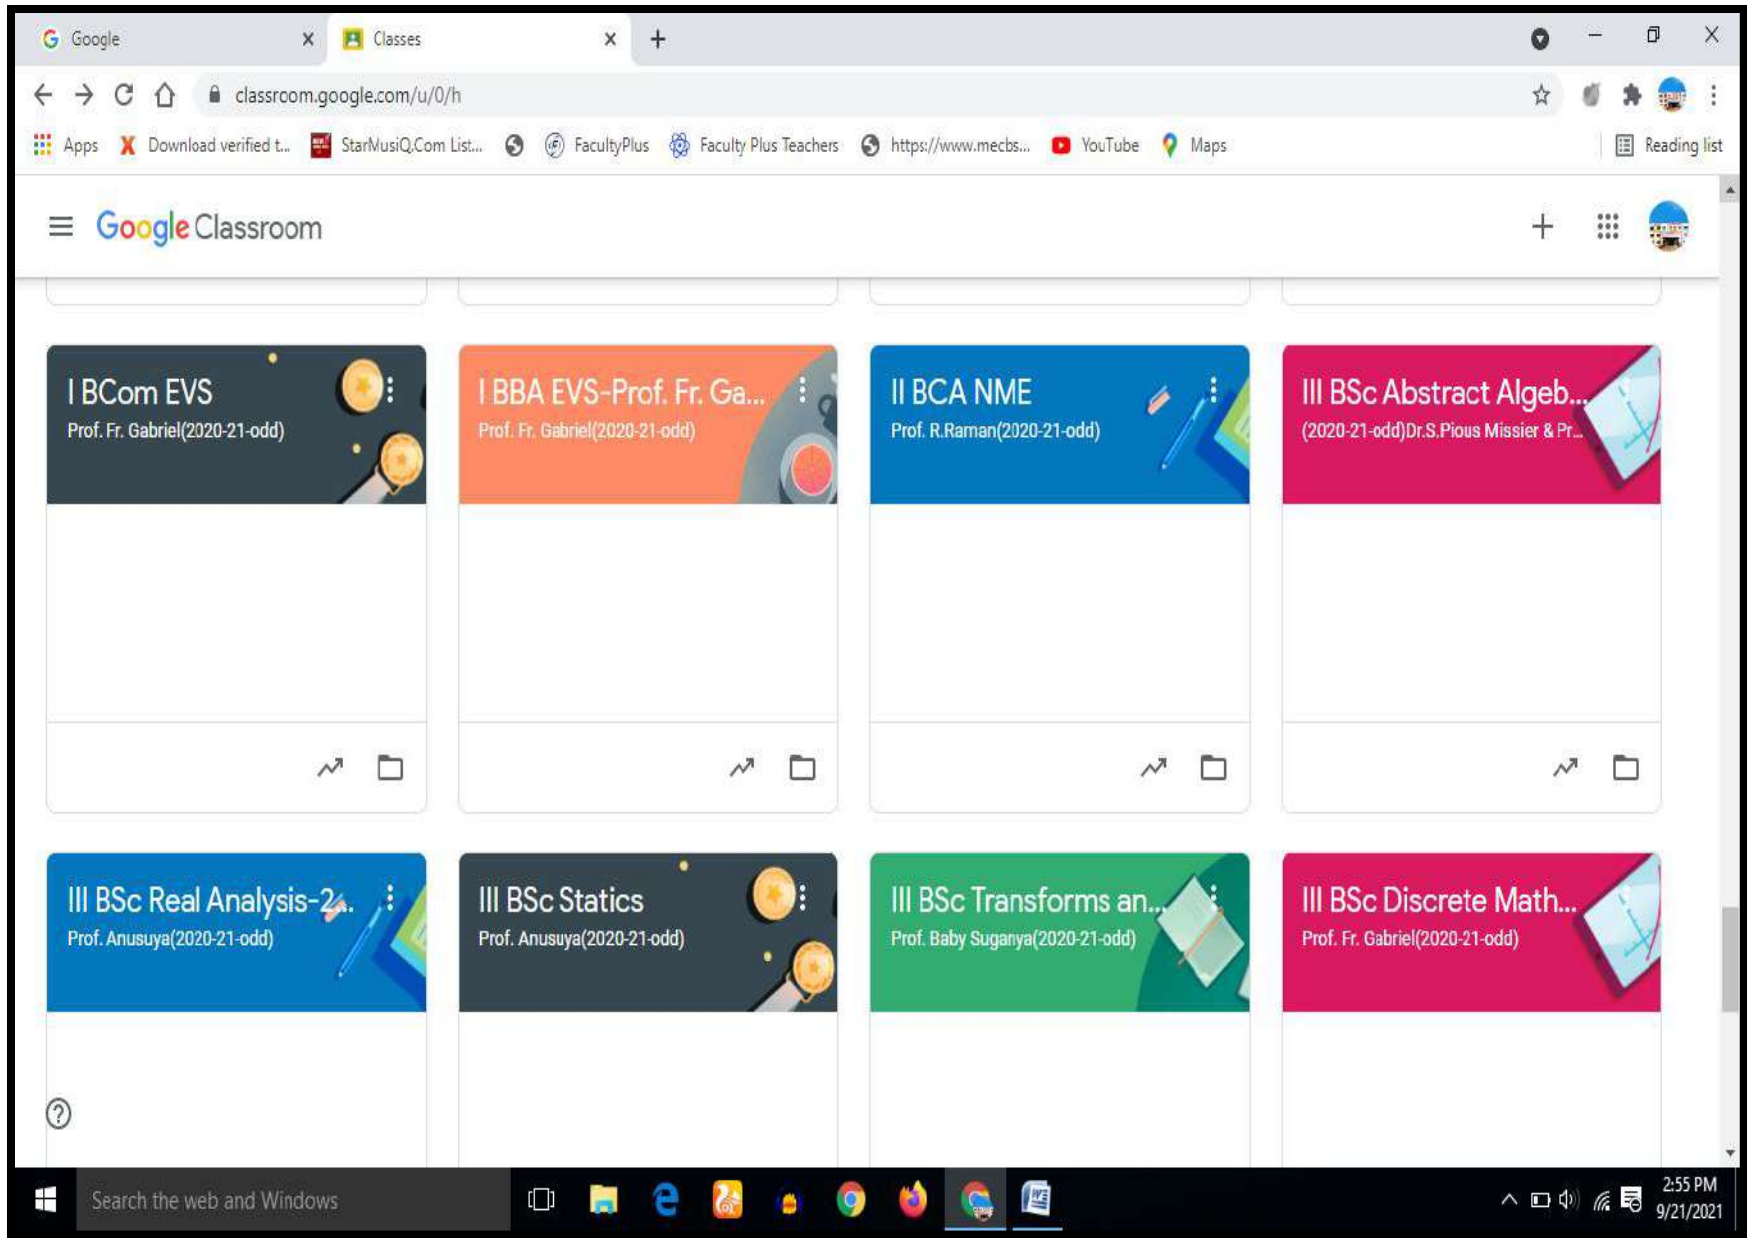 Google
Classes
classroom.google.com/u/0/h
Apps
Download verified t...
StarMusiQ.Com List...
FacultyPlus
Faculty Plus Teachers
https://www.mecbs...
YouTube
Maps
Reading list
Google Classroom
I BCom EVS
Prof. Fr. Gabriel(2020-21-odd)
I BBA EVS-Prof. Fr. Ga...
Prof. Fr. Gabriel(2020-21-odd)
II BCA NME
Prof. R.Raman(2020-21-odd)
III BSc Abstract Algeb...
(2020-21-odd)Dr.S.Pious Missier & Pr...
III BSc Real Analysis-2...
Prof. Anusuya(2020-21-odd)
III BSc Statics
Prof. Anusuya(2020-21-odd)
III BSc Transforms an...
Prof. Baby Suganya(2020-21-odd)
III BSc Discrete Math...
Prof. Fr. Gabriel(2020-21-odd)
Search the web and Windows
2:55 PM
9/21/2021